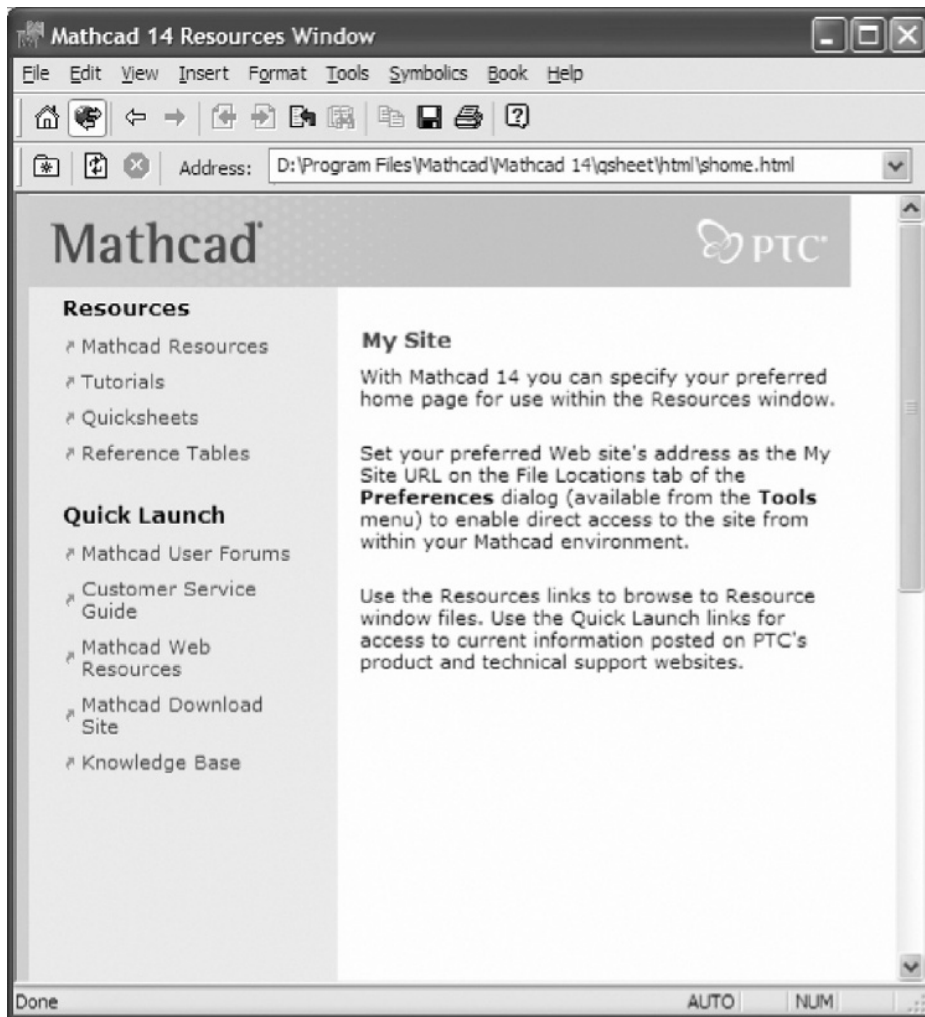 Mathcad 14 Resources Window
File Edit View Insert Format Tools Symbolics Book Help
Address: D:\Program Files\Mathcad\Mathcad 14\qsheet\html\shome.html
Mathcad PTC
Resources
Mathcad Resources
Tutorials
Quicksheets
Reference Tables
Quick Launch
Mathcad User Forums
Customer Service
Guide
Mathcad Web
Resources
Mathcad Download
Site
Knowledge Base
My Site
With Mathcad 14 you can specify your preferred
home page for use within the Resources window.
Set your preferred Web site's address as the My
Site URL on the File Locations tab of the
Preferences dialog (available from the Tools
menu) to enable direct access to the site from
within your Mathcad environment.
Use the Resources links to browse to Resource
window files. Use the Quick Launch links for
access to current information posted on PTC's
product and technical support websites.
Done AUTO NUM